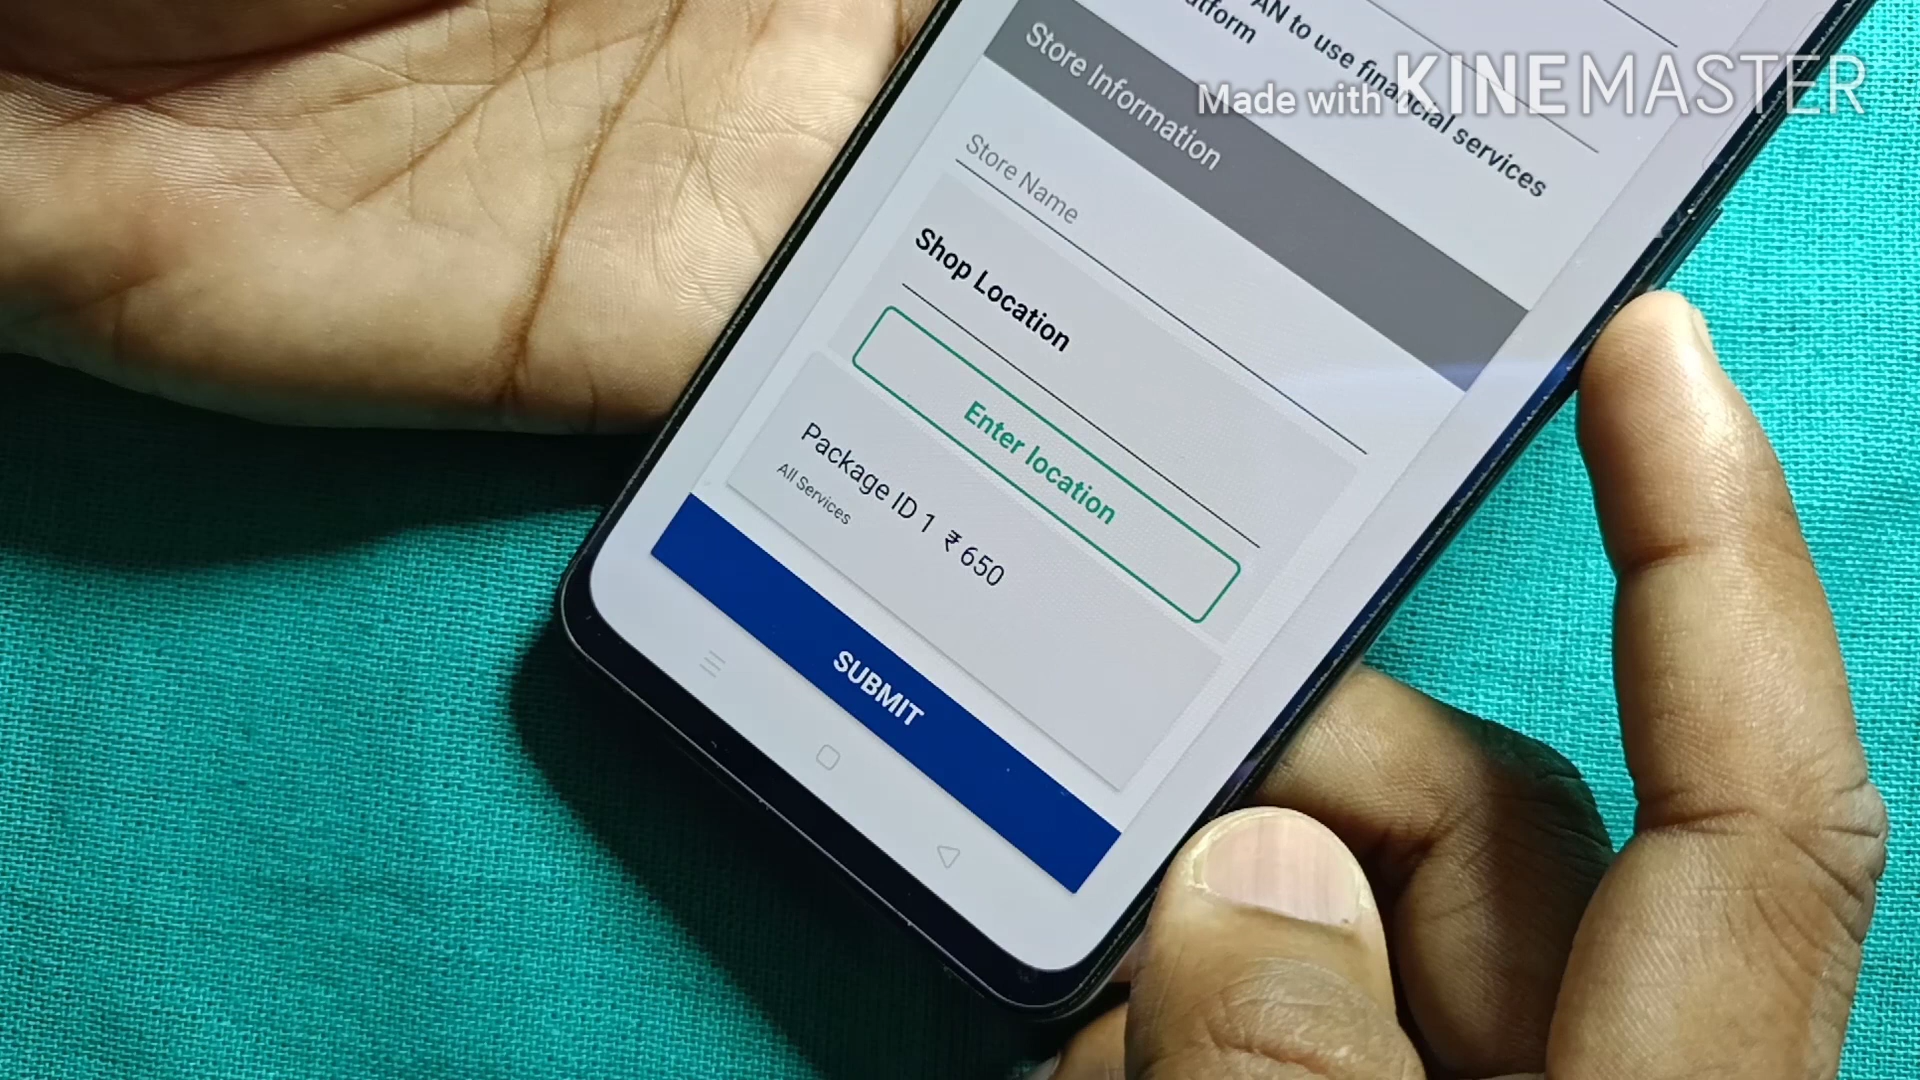 AN to use financial services
Made with KINEMASTER
Store Information
Store Name
Shop Location
Enter location
Package ID 1 ₹ 650
All Services
SUBMIT